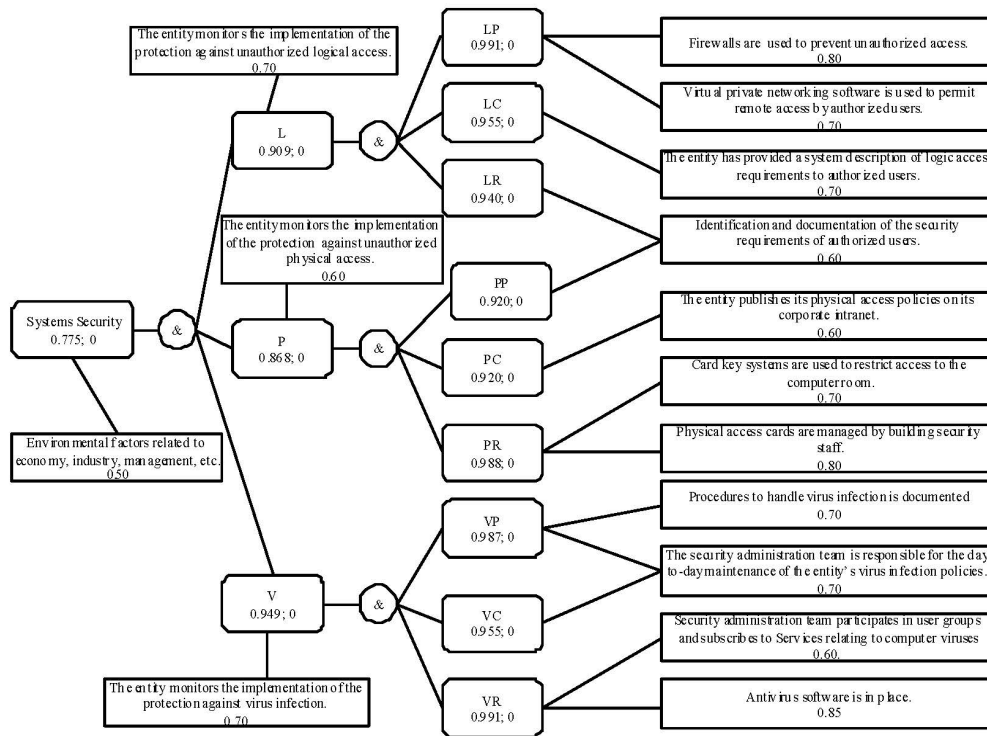 The entity monitors the implementation of the
protection against unauthorized logical access.
0.70
L
0.909; 0
&
LP
0.991; 0
LC
0.955; 0
LR
0.940; 0
Firewalls are used to prevent unauthorized access.
0.80
Virtual private networking software is used to permit
remote access by authorized users.
0.70
The entity has provided a system description of logic access
requirements to authorized users.
0.70
Identification and documentation of the security
requirements of authorized users.
0.60
The entity monitors the implementation
of the protection against unauthorized
physical access.
0.60
Systems Security
0.775; 0
&
P
0.868; 0
&
PP
0.920; 0
PC
0.920; 0
PR
0.988; 0
The entity publishes its physical access policies on its
corporate intranet.
0.60
Card key systems are used to restrict access to the
computer room.
0.70
Physical access cards are managed by building security
staff.
0.80
Environmental factors related to
economy, industry, management, etc.
0.50
V
0.949; 0
&
VP
0.987; 0
VC
0.955; 0
VR
0.991; 0
Procedures to handle virus infection is documented
0.70
The security administration team is responsible for the day
to-day maintenance of the entity’s virus infection policies.
0.70
Security administration team participates in user groups
and subscribes to Services relating to computer viruses
0.60.
Antivirus software is in place.
0.85
The entity monitors the implementation of the
protection against virus infection.
0.70